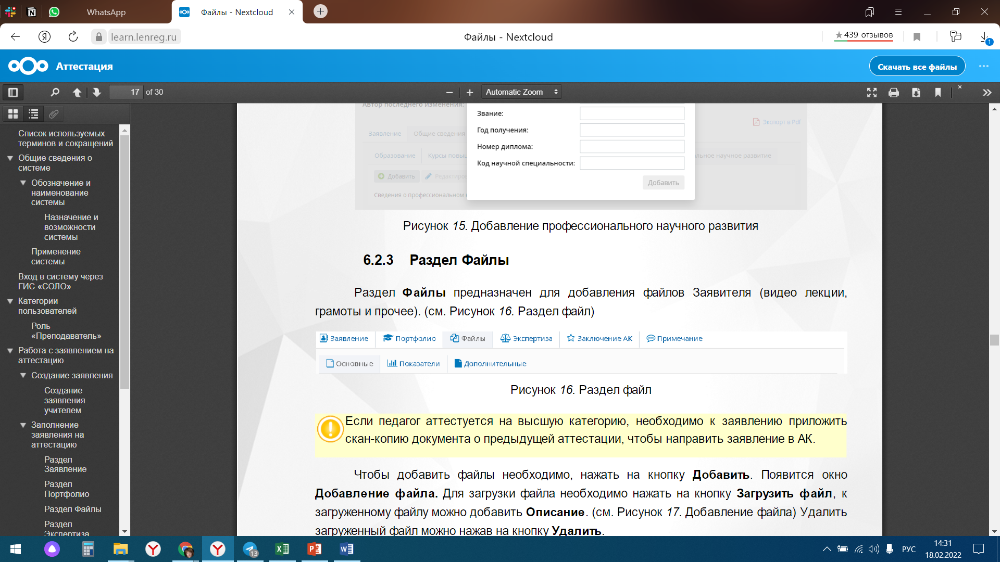 WhatsApp
Файлы - Nextcloud
learn.lenreg.ru
Файлы - Nextcloud
439 отзывов
1
Аттестация
Скачать все файлы
17 of 30
Automatic Zoom
Список используемых
терминов и сокращений
Общие сведения о
системе
Обозначение и
наименование
системы
Назначение и
возможности
системы
Применение
системы
Вход в систему через
ГИС «СОЛО»
Категории
пользователей
Роль
«Преподаватель»
Работа с заявлением на
аттестацию
Создание заявления
Создание
заявления
учителем
Заполнение
заявления на
аттестацию
Раздел
Заявление
Раздел
Портфолио
Раздел Файлы
Раздел
Экспертиза
Автор последнего изменения:
Экспорт в Pdf
Заявление Общие сведения
Образование Курсы повыш
льное научное развитие
Добавить Редактиро
Сведения о профессиональном
Звание:
Год получения:
Номер диплома:
Код научной специальности:
Добавить
Рисунок 15. Добавление профессионального научного развития
6.2.3 Раздел Файлы
Раздел Файлы предназначен для добавления файлов Заявителя (видео лекции,
грамоты и прочее). (см. Рисунок 16. Раздел файл)
Заявление Портфолио Файлы Экспертиза Заключение АК Примечание
Основные Показатели Дополнительные
Рисунок 16. Раздел файл
Если педагог аттестуется на высшую категорию, необходимо к заявлению приложить
скан-копию документа о предыдущей аттестации, чтобы направить заявление в АК.
Чтобы добавить файлы необходимо, нажать на кнопку Добавить. Появится окно
Добавление файла. Для загрузки файла необходимо нажать на кнопку Загрузить файл, к
загруженному файлу можно добавить Описание. (см. Рисунок 17. Добавление файла) Удалить
загруженный файл можно нажав на кнопку Удалить.
13
РУС
14:31
18.02.2022